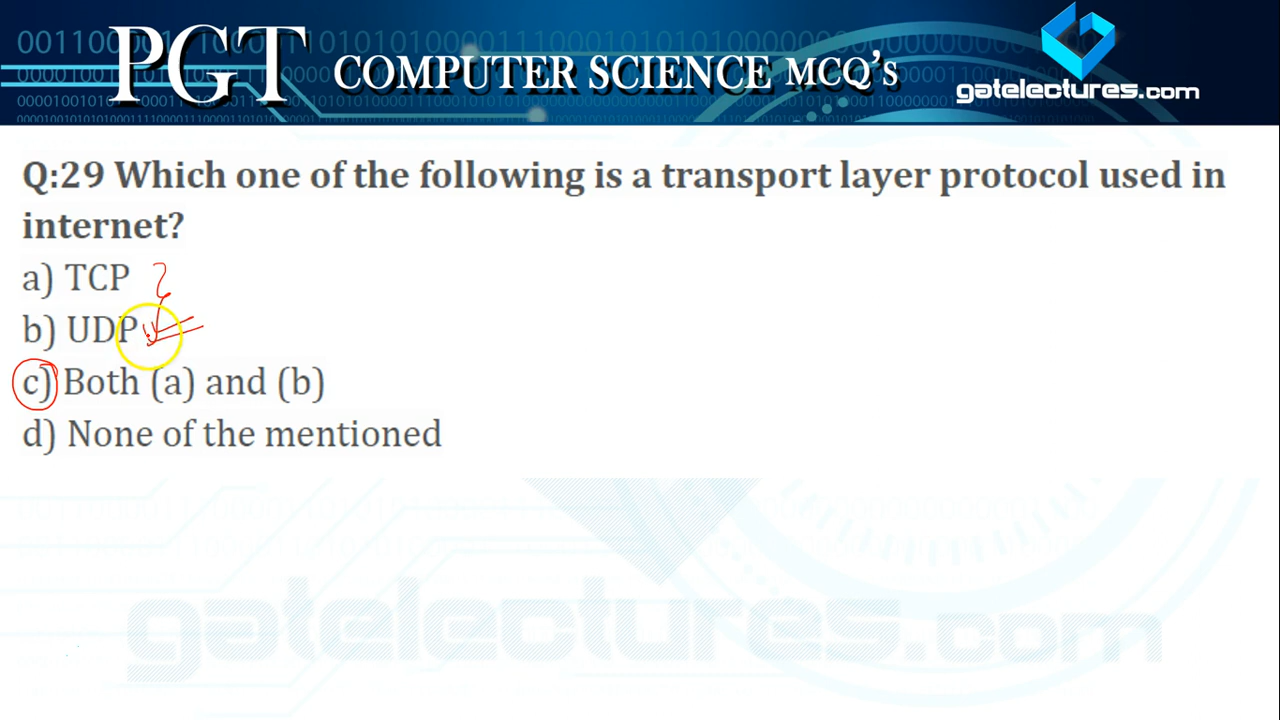 PGT COMPUTER SCIENCE MCQ's
gatelectures.com
Q:29 Which one of the following is a transport layer protocol used in
internet?
a) TCP
b) UDP
c) Both (a) and (b)
d) None of the mentioned
gatelectures.com